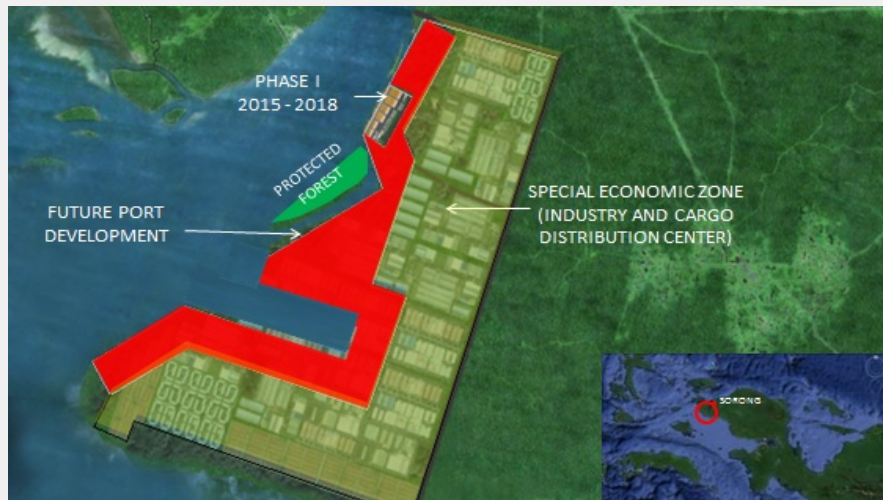 PHASE I
2015 - 2018
PROTECTED
FOREST
FUTURE PORT
DEVELOPMENT
SPECIAL ECONOMIC ZONE
(INDUSTRY AND CARGO
DISTRIBUTION CENTER)
SORONG